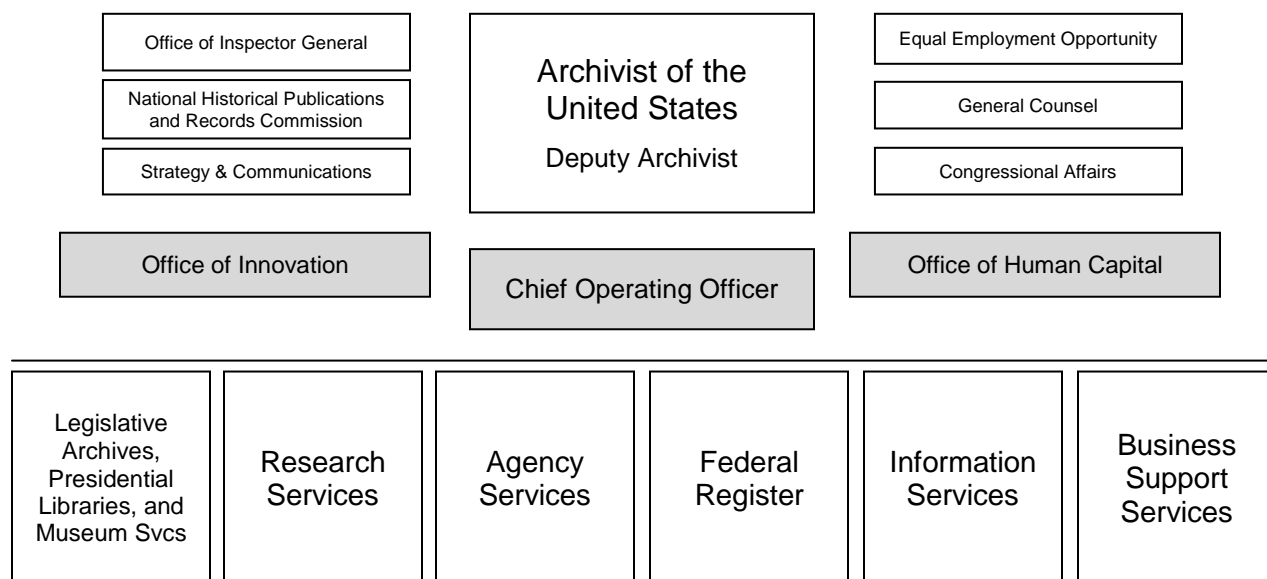 Office of Inspector General
National Historical Publications
and Records Commission
Strategy & Communications
Archivist of the
United States
Deputy Archivist
Equal Employment Opportunity
General Counsel
Congressional Affairs
Office of Innovation
Chief Operating Officer
Office of Human Capital
Legislative
Archives,
Presidential
Libraries, and
Museum Svcs
Research
Services
Agency
Services
Federal
Register
Information
Services
Business
Support
Services